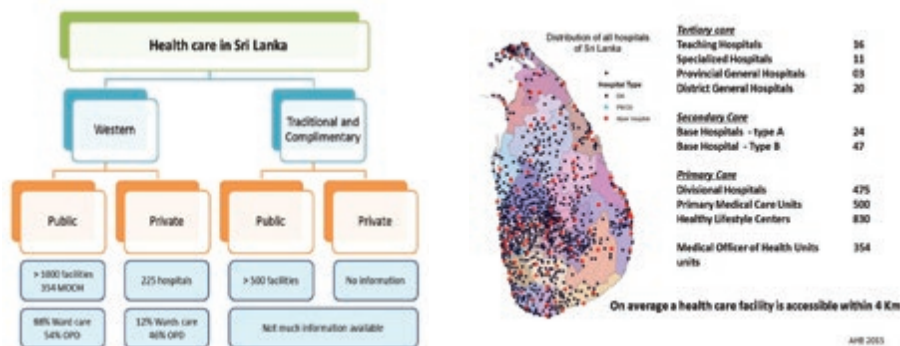 Health care in Sri Lanka
Western
Traditional and
Complimentary
Public
Private
Public
Private
> 1000 facilities
354 MOOH
225 hospitals
> 500 facilities
No information
Ward care
54% OPD
12% Wards care
46% OPD
Not much information available
Distribution of all hospitals
of Sri Lanka
Hospital Type
Tertiary care
Teaching Hospitals 16
Specialized Hospitals 11
Provincial General Hospitals 03
District General Hospitals 20
Secondary Care
Base Hospitals - type A 24
Base Hospital - Type B 47
Primary Care
Divisional Hospitals 475
Primary Medical Care Units 500
Healthy Lifestyle Centers 830
Medical Officer of Health Units 354
units
On average a health care facility is accessible within 4 Km
AHB 2015